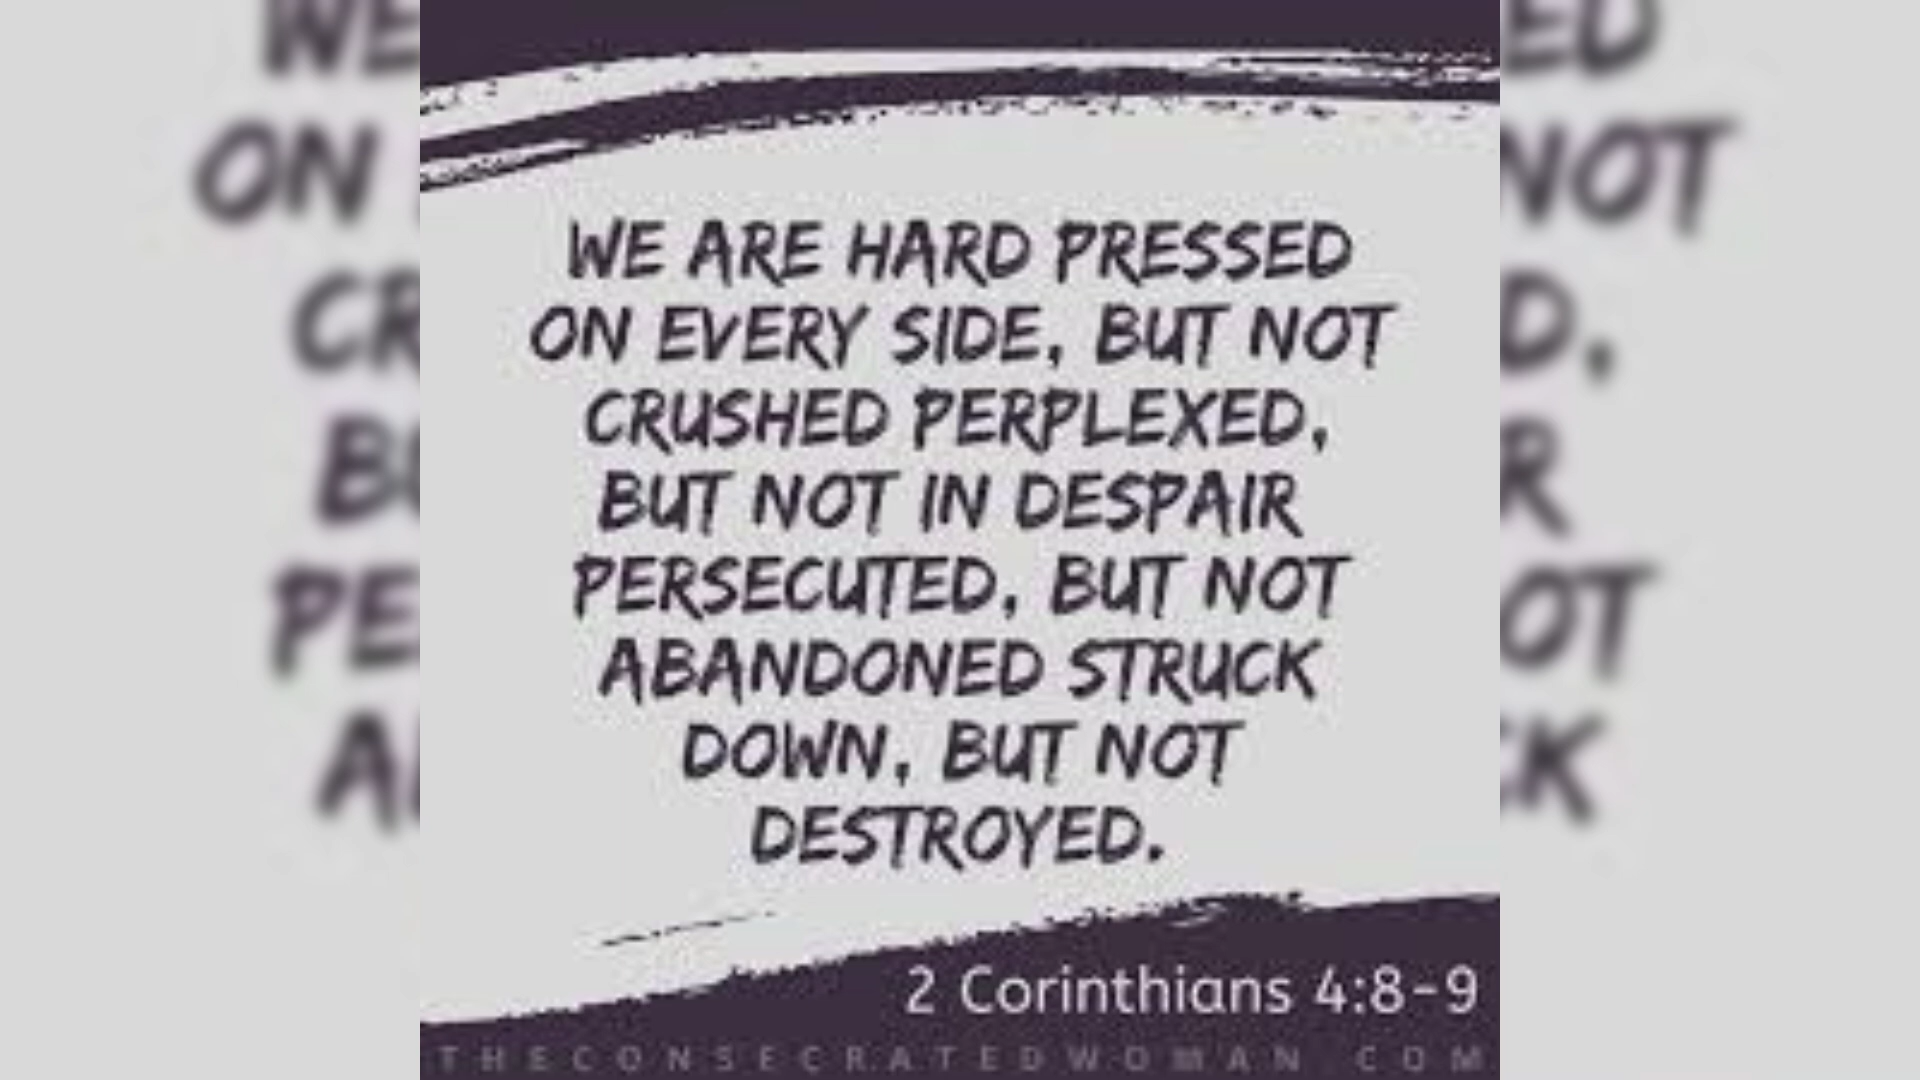 WE ARE HARD PRESSED
ON EVERY SIDE, BUT NOT
CRUSHED PERPLEXED,
BUT NOT IN DESPAIR
PERSECUTED, BUT NOT
ABANDONED STRUCK
DOWN, BUT NOT
DESTROYED.
2 Corinthians 4:8-9
THECONSECRATEDWOMAN.COM